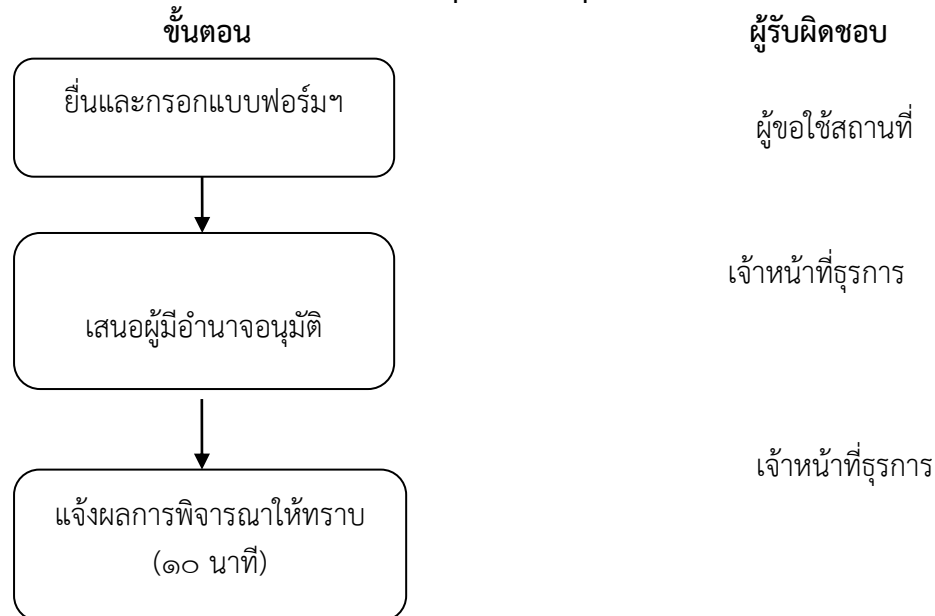 ขั้นตอน ผู้รับผิดชอบ
ยื่นและกรอกแบบฟอร์มฯ
ผู้ขอใช้สถานที่
เจ้าหน้าที่ธุรการ
เสนอผู้มีอำนาจอนุมัติ
เจ้าหน้าที่ธุรการ
แจ้งผลการพิจารณาให้ทราบ
(๑๐ นาที)